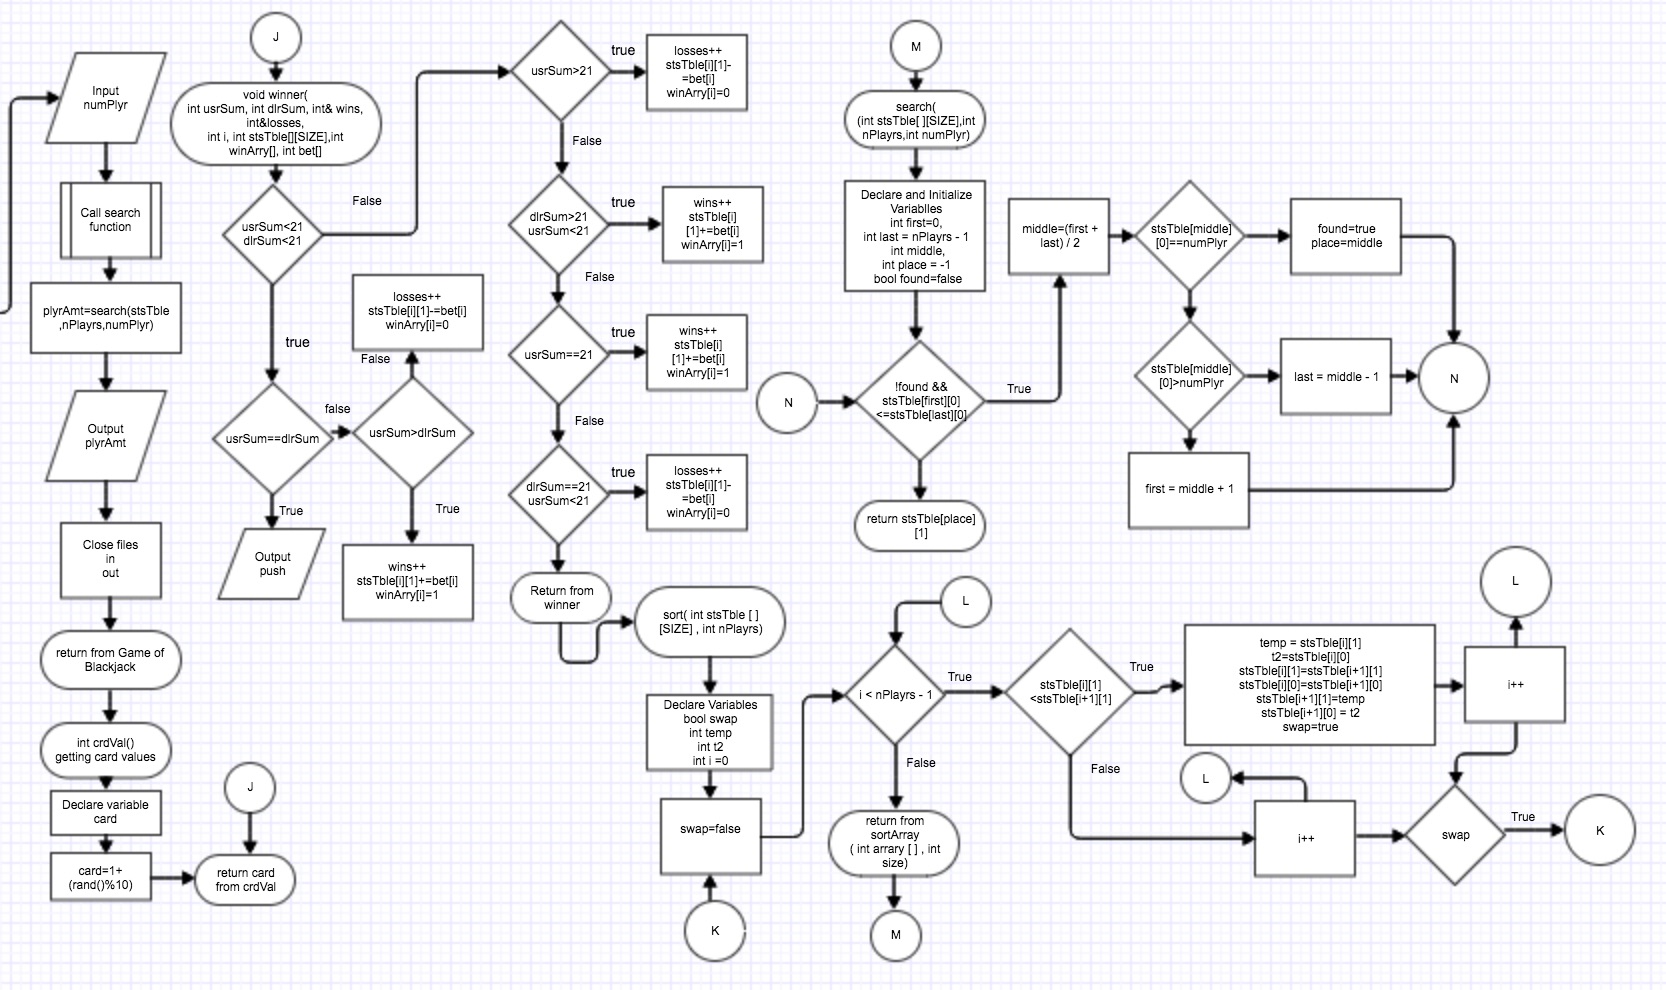 Input
numPlyr
Call search
function
plyrAmt=search(stsTble
,nPlayrs,numPlyr)
Output
plyrAmt
Close files
in
out
return from Game of
Blackjack
int crdVal()
getting card values
Declare variable
card
card=1+
(rand()%10)
return card
from crdVal
J
J
void winner(
int usrSum, int dlrSum, int& wins,
int&losses,
int i, int stsTble[][SIZE],int
winArry[], int bet[]
usrSum<21
dlrSum<21
False
true
usrSum==dlrSum
false
True
Output
push
usrSum>dlrSum
False
losses++
stsTble[i][1]-=bet[i]
winArry[i]=0
True
wins++
stsTble[i][1]+=bet[i]
winArry[i]=1
usrSum>21
true
losses++
stsTble[i][1]-
=bet[i]
winArry[i]=0
False
dlrSum>21
usrSum<21
true
wins++
stsTble[i]
[1]+=bet[i]
winArry[i]=1
False
usrSum==21
true
wins++
stsTble[i]
[1]+=bet[i]
winArry[i]=1
False
dlrSum==21
usrSum<21
true
losses++
stsTble[i][1]-
=bet[i]
winArry[i]=0
Return from
winner
sort( int stsTble [ ]
[SIZE] , int nPlayrs)
Declare Variables
bool swap
int temp
int t2
int i =0
swap=false
K
L
i < nPlayrs - 1
True
False
return from
sortArray
( int arrary [ ] , int
size)
M
stsTble[i][1]
<stsTble[i+1][1]
True
False
temp = stsTble[i][1]
t2=stsTble[i][0]
stsTble[i][1]=stsTble[i+1][1]
stsTble[i][0]=stsTble[i+1][0]
stsTble[i+1][1]=temp
stsTble[i+1][0] = t2
swap=true
i++
L
L
i++
swap
True
K
M
search(
(int stsTble[ ][SIZE],int
nPlayrs,int numPlyr)
Declare and Initialize
Variablles
int first=0,
int last = nPlayrs - 1
int middle,
int place = -1
bool found=false
N
!found &&
stsTble[first][0]
<=stsTble[last][0]
True
return stsTble[place]
[1]
middle=(first +
last) / 2
stsTble[middle]
[0]==numPlyr
found=true
place=middle
stsTble[middle]
[0]>numPlyr
last = middle - 1
N
first = middle + 1